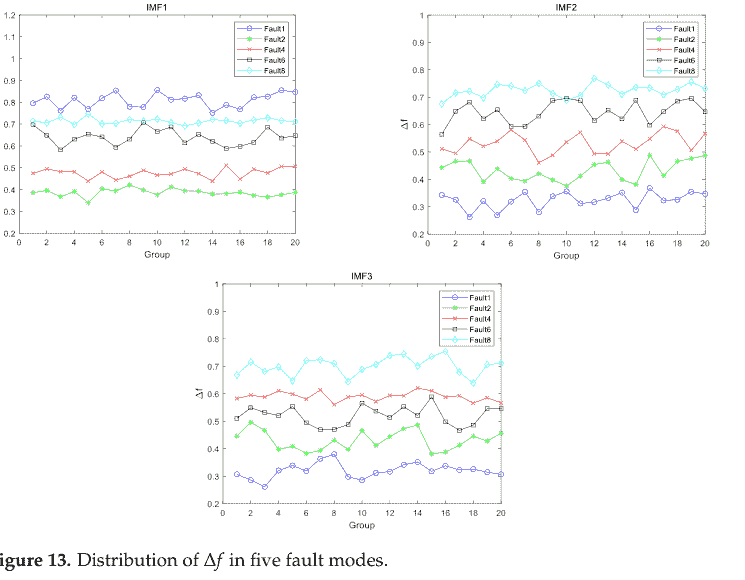 IMF1
1.2
1.1
1
0.9
0.8
0.7
0.6
0.5
0.4
0.3
0.2
0 2 4 6 8 10 12 14 16 18 20
Group
Fault1
Fault2
Fault4
Fault6
Fault8
IMF2
Δf
1
0.9
0.8
0.7
0.6
0.5
0.4
0.3
0.2
0 2 4 6 8 10 12 14 16 18 20
Group
Fault1
Fault2
Fault4
Fault6
Fault8
IMF3
Δf
1
0.9
0.8
0.7
0.6
0.5
0.4
0.3
0.2
0 2 4 6 8 10 12 14 16 18 20
Group
Fault1
Fault2
Fault4
Fault6
Fault8
igure 13. Distribution of Δf in five fault modes.